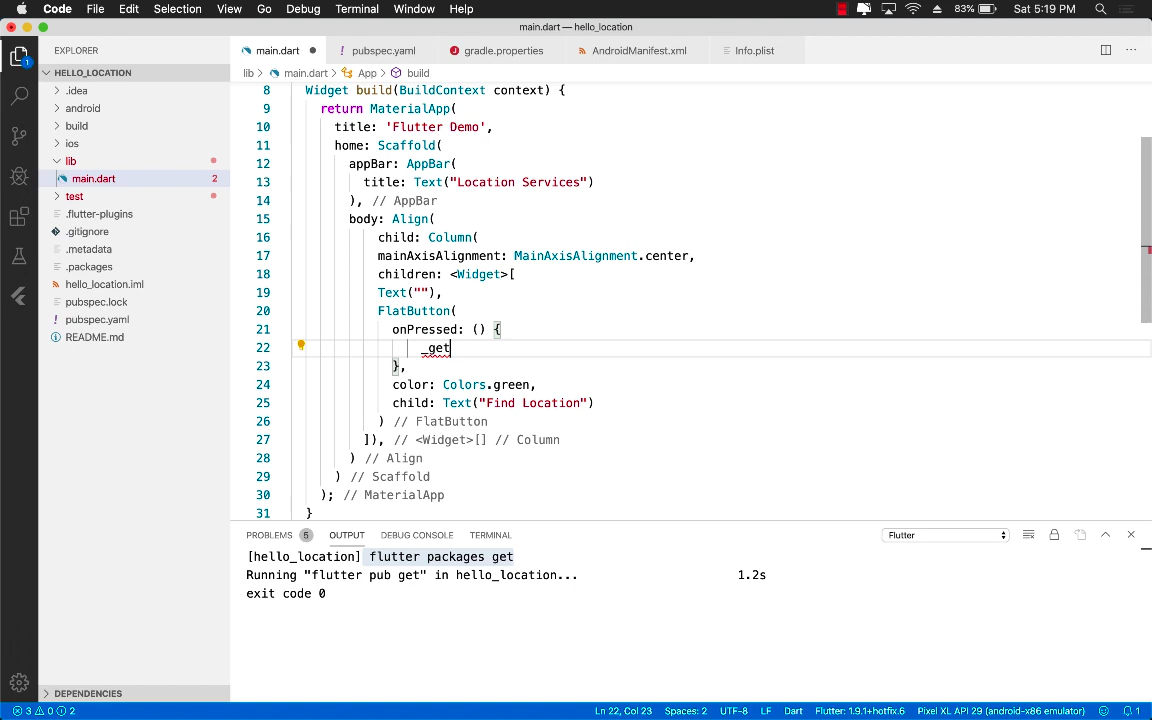 Code File Edit Selection View Go Debug Terminal Window Help 83% Sat 5:19 PM
main.dart — hello_location
EXPLORER
main.dart
! pubspec.yaml
gradle.properties
AndroidManifest.xml
Info.plist
HELLO_LOCATION
lib > main.dart > App > build
.idea
android
build
ios
lib
main.dart 2
test
.flutter-plugins
.gitignore
.metadata
.packages
hello_location.iml
pubspec.lock
! pubspec.yaml
README.md
DEPENDENCIES
8 Widget build(BuildContext context) {
9 return MaterialApp(
10 title: 'Flutter Demo',
11 home: Scaffold(
12 appBar: AppBar(
13 title: Text("Location Services")
14 ), // AppBar
15 body: Align(
16 child: Column(
17 mainAxisAlignment: MainAxisAlignment.center,
18 children: <Widget>[
19 Text(""),
20 FlatButton(
21 onPressed: () {
22 _get
23 },
24 color: Colors.green,
25 child: Text("Find Location")
26 ) // FlatButton
27 ]), // <Widget>[] // Column
28 ) // Align
29 ) // Scaffold
30 ); // MaterialApp
31 }
PROBLEMS 5 OUTPUT DEBUG CONSOLE TERMINAL Flutter
[hello_location] flutter packages get
Running "flutter pub get" in hello_location... 1.2s
exit code 0
3 0 2 Ln 22, Col 23 Spaces: 2 UTF-8 LF Dart Flutter: 1.9.1+hotfix.6 Pixel XL API 29 (android-x86 emulator) 1